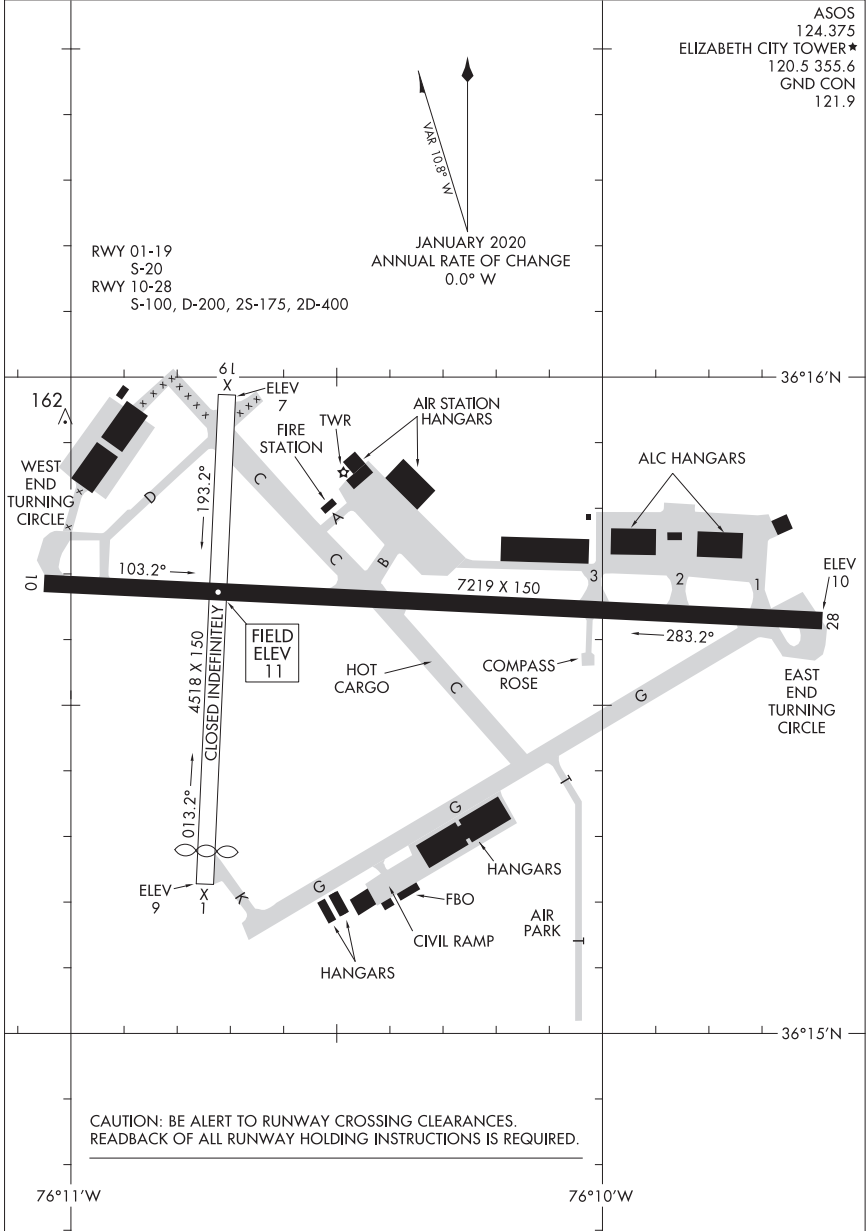 ASOS
124.375
ELIZABETH CITY TOWER★
120.5 355.6
GND CON
121.9
VAR 10.8° W
JANUARY 2020
ANNUAL RATE OF CHANGE
0.0° W
RWY 01-19
S-20
RWY 10-28
S-100, D-200, 2S-175, 2D-400
36°16'N
19
X
ELEV
7
162
WEST
END
TURNING
CIRCLE
FIRE
STATION
TWR
AIR STATION
HANGARS
ALC HANGARS
D
C
A
C
B
193.2°
10
103.2°
7219 X 150
3
2
1
ELEV
10
28
283.2°
FIELD
ELEV
11
4518 X 150
CLOSED INDEFINITELY
HOT
CARGO
C
COMPASS
ROSE
G
EAST
END
TURNING
CIRCLE
013.2°
T
G
HANGARS
ELEV
9
X
1
K
G
FBO
AIR
PARK
T
CIVIL RAMP
HANGARS
36°15'N
CAUTION: BE ALERT TO RUNWAY CROSSING CLEARANCES.
READBACK OF ALL RUNWAY HOLDING INSTRUCTIONS IS REQUIRED.
76°11'W
76°10'W